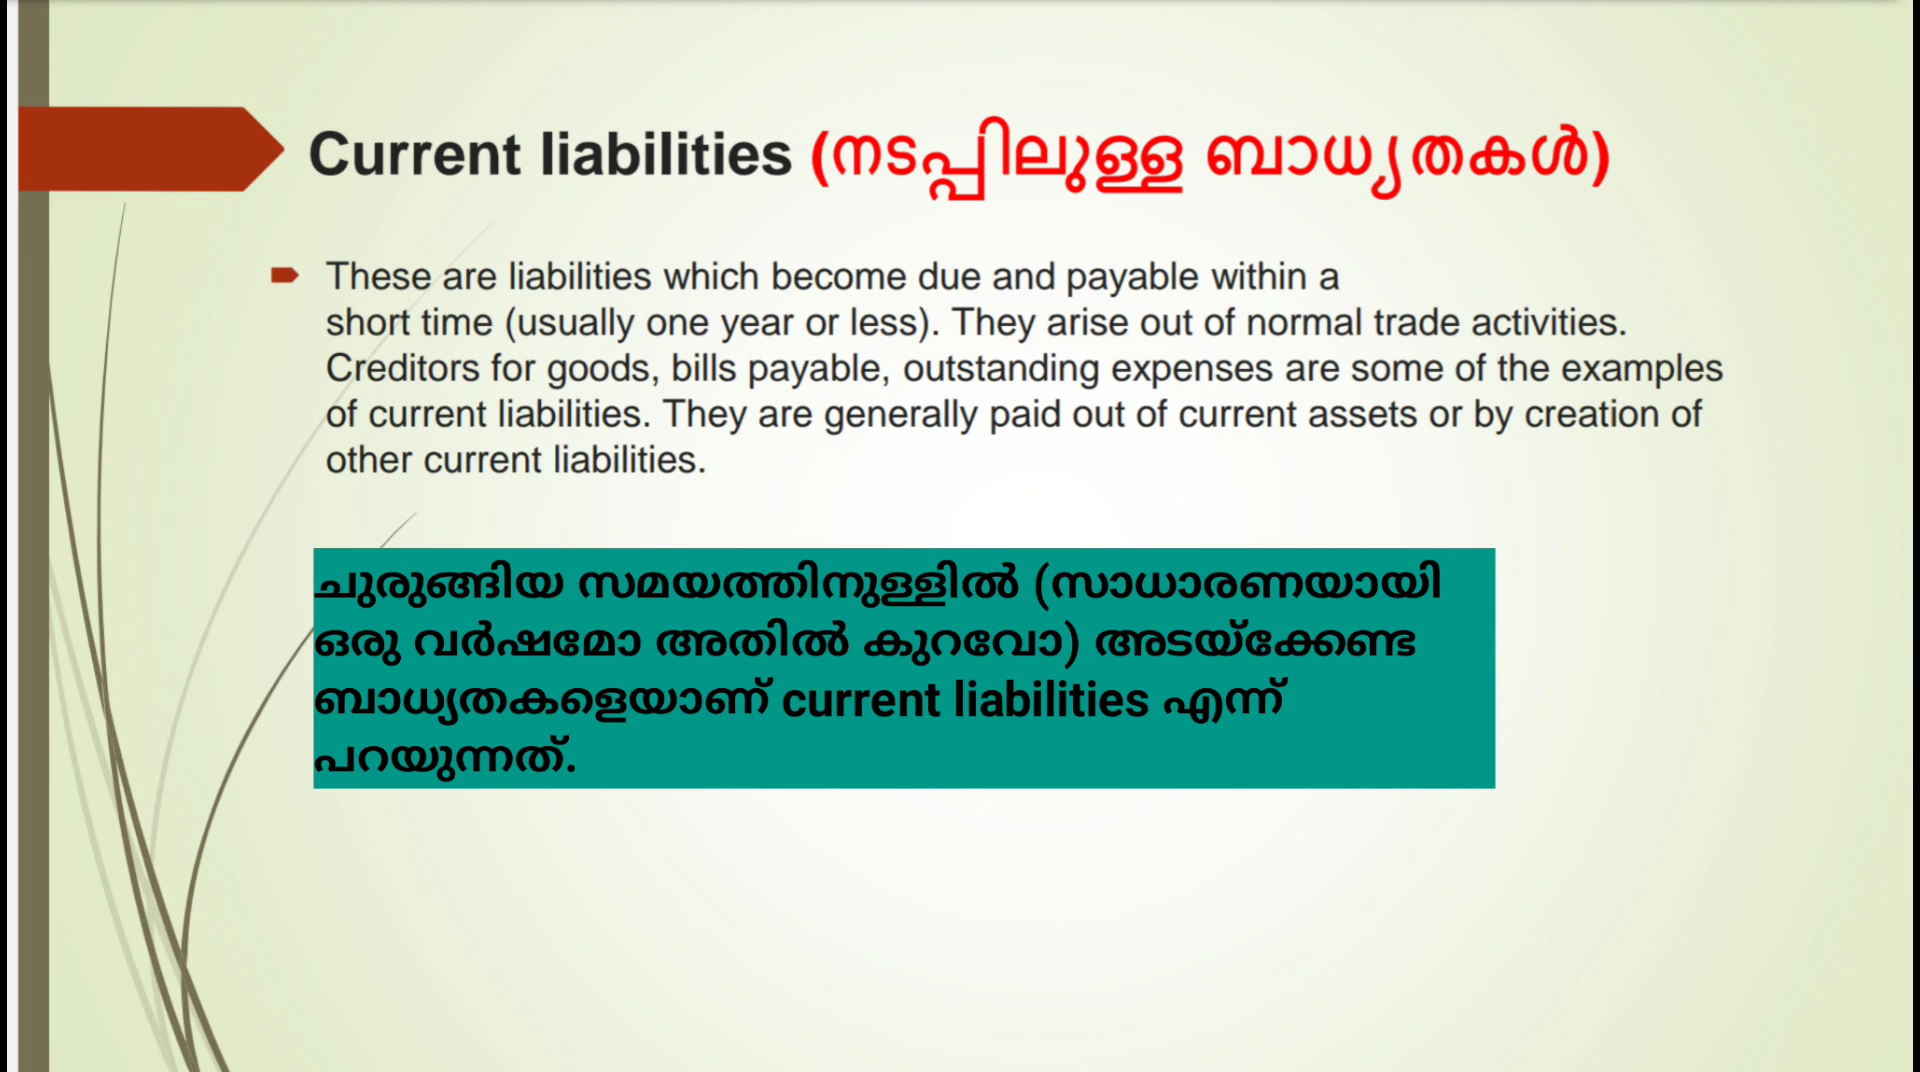 Current liabilities (നടപ്പിലുള്ള ബാധ്യതകൾ)
These are liabilities which become due and payable within a
short time (usually one year or less). They arise out of normal trade activities.
Creditors for goods, bills payable, outstanding expenses are some of the examples
of current liabilities. They are generally paid out of current assets or by creation of
other current liabilities.
ചുരുങ്ങിയ സമയത്തിനുള്ളിൽ (സാധാരണയായി
ഒരു വർഷമോ അതിൽ കുറവോ) അടയ്ക്കേണ്ട
ബാധ്യതകളെയാണ് current liabilities എന്ന്
പറയുന്നത്.